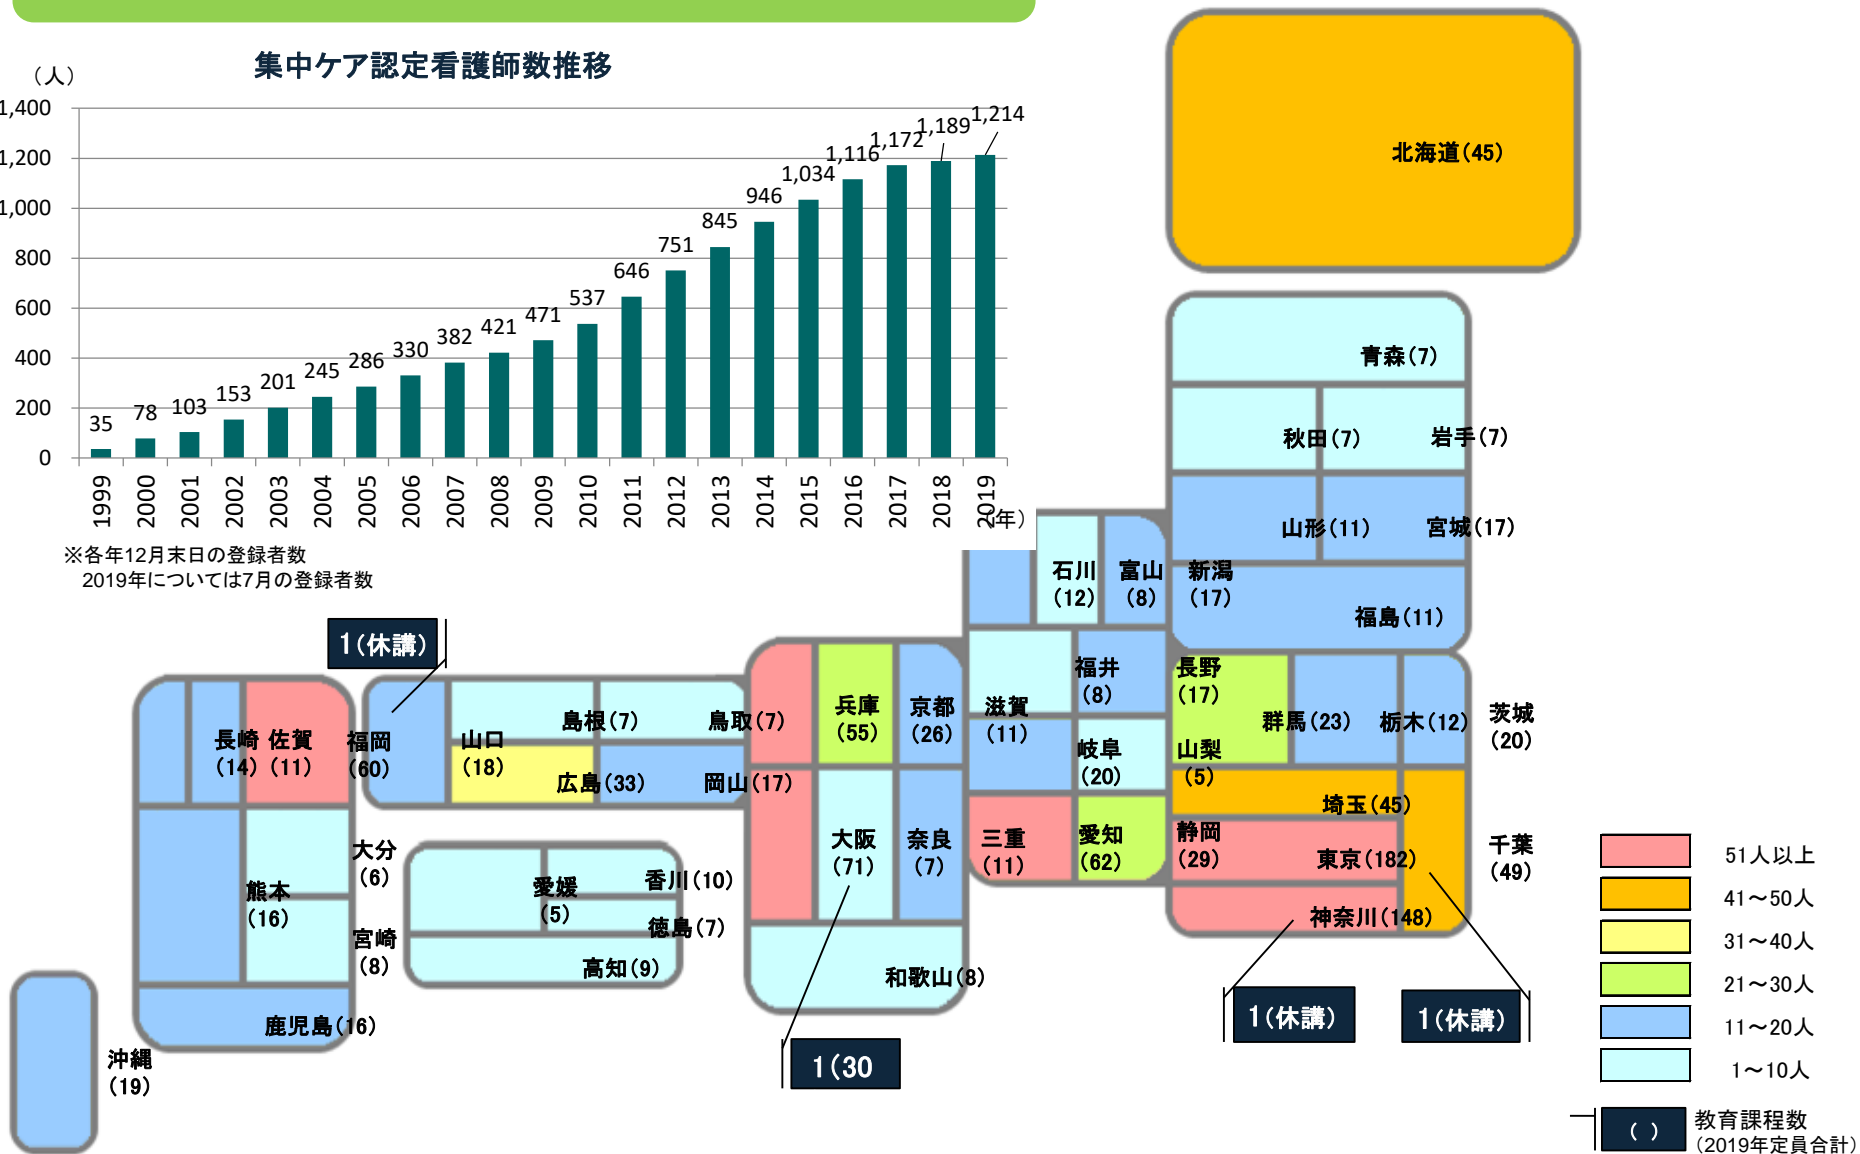 集中ケア認定看護師数推移
（人）
1,400
1,200
1,000
800
600
400
200
0
35
78
103
153
201
245
286
330
382
421
471
537
646
751
845
946
1,034
1,116
1,172
1,189
1,214
1999
2000
2001
2002
2003
2004
2005
2006
2007
2008
2009
2010
2011
2012
2013
2014
2015
2016
2017
2018
2019
（年）
※各年12月末日の登録者数
2019年については7月の登録者数
北海道(45)
青森(7)
秋田(7)
岩手(7)
山形(11)
宮城(17)
福島(11)
石川
(12)
富山
(8)
新潟
(17)
福井
(8)
長野
(17)
群馬(23)
栃木(12)
茨城
(20)
岐阜
(20)
山梨
(5)
埼玉(45)
愛知
(62)
静岡
(29)
東京(182)
千葉
(49)
神奈川(148)
兵庫
(55)
京都
(26)
滋賀
(11)
大阪
(71)
奈良
(7)
三重
(11)
和歌山(8)
島根(7)
鳥取(7)
山口
(18)
広島(33)
岡山(17)
愛媛
(5)
香川(10)
徳島(7)
高知(9)
長崎
(14)
佐賀
(11)
福岡
(60)
大分
(6)
熊本
(16)
宮崎
(8)
鹿児島(16)
沖縄
(19)
1(休講)
1(30
1(休講)
1(休講)
51人以上
41～50人
31～40人
21～30人
11～20人
1～10人
( )
教育課程数
(2019年定員合計)